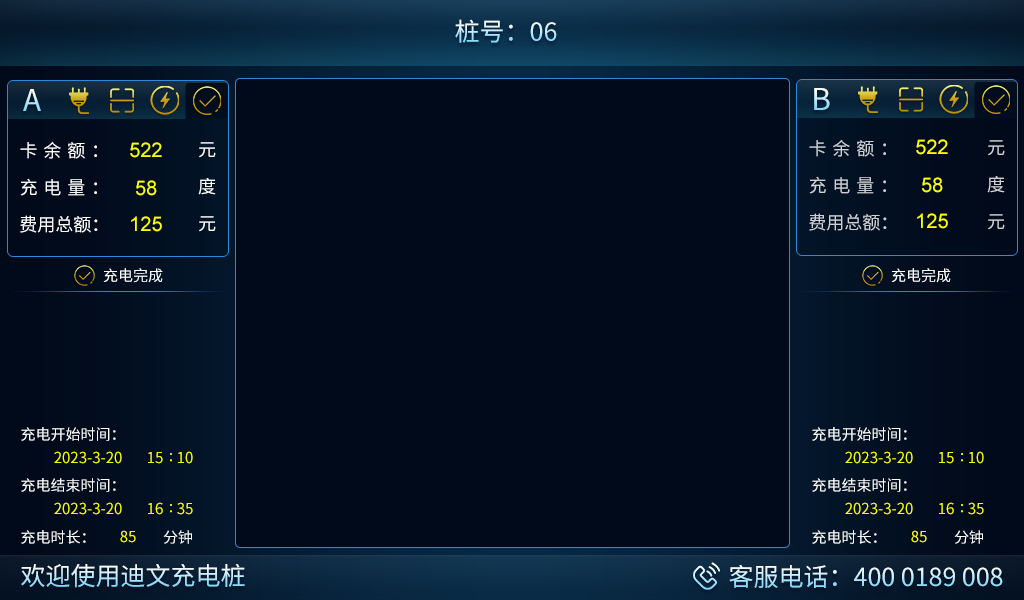 桩号：06
A
卡余额： 522 元
充电量： 58 度
费用总额： 125 元
充电完成
充电开始时间：
2023-3-20 15：10
充电结束时间：
2023-3-20 16：35
充电时长： 85 分钟
B
卡余额： 522 元
充电量： 58 度
费用总额： 125 元
充电完成
充电开始时间：
2023-3-20 15：10
充电结束时间：
2023-3-20 16：35
充电时长： 85 分钟
欢迎使用迪文充电桩
客服电话：400 0189 008